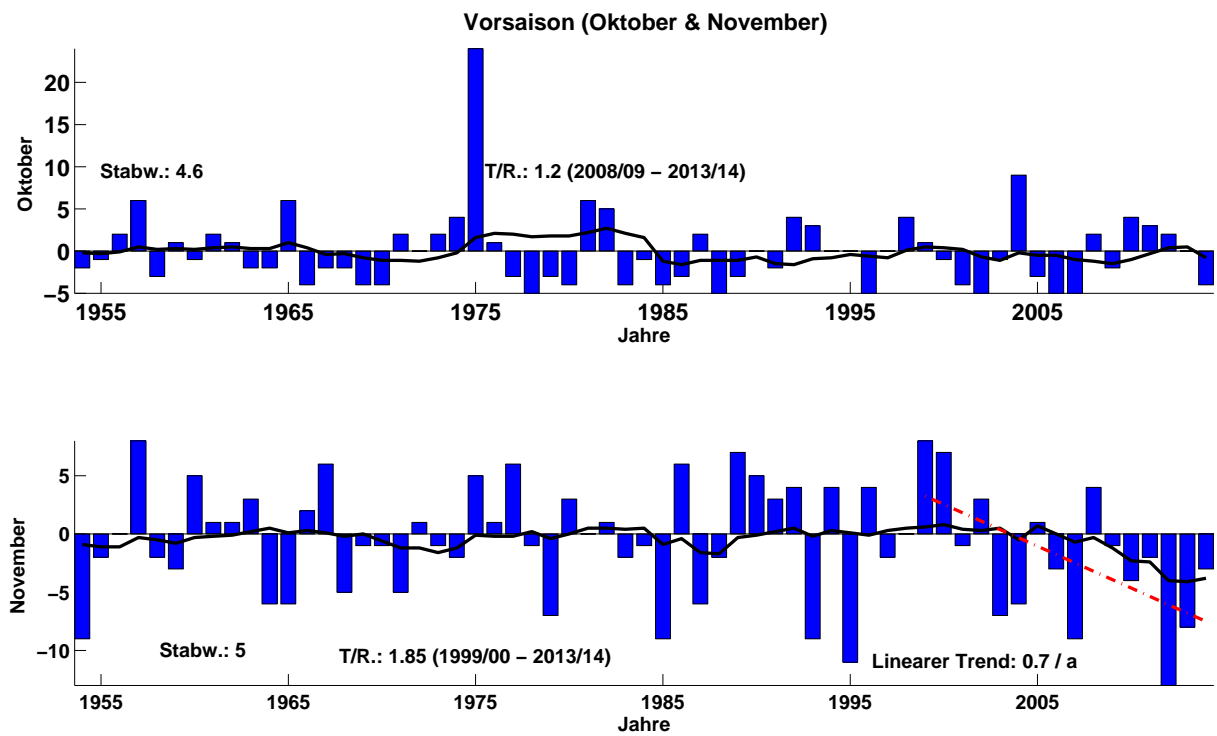 Vorsaison (Oktober & November)
20
15
10
5
0
−5
Oktober
Stabw.: 4.6
T/R.: 1.2 (2008/09 − 2013/14)
1955 1965 1975 1985 1995 2005
Jahre
5
0
−5
−10
November
Stabw.: 5
T/R.: 1.85 (1999/00 − 2013/14)
Linearer Trend: 0.7 / a
1955 1965 1975 1985 1995 2005
Jahre